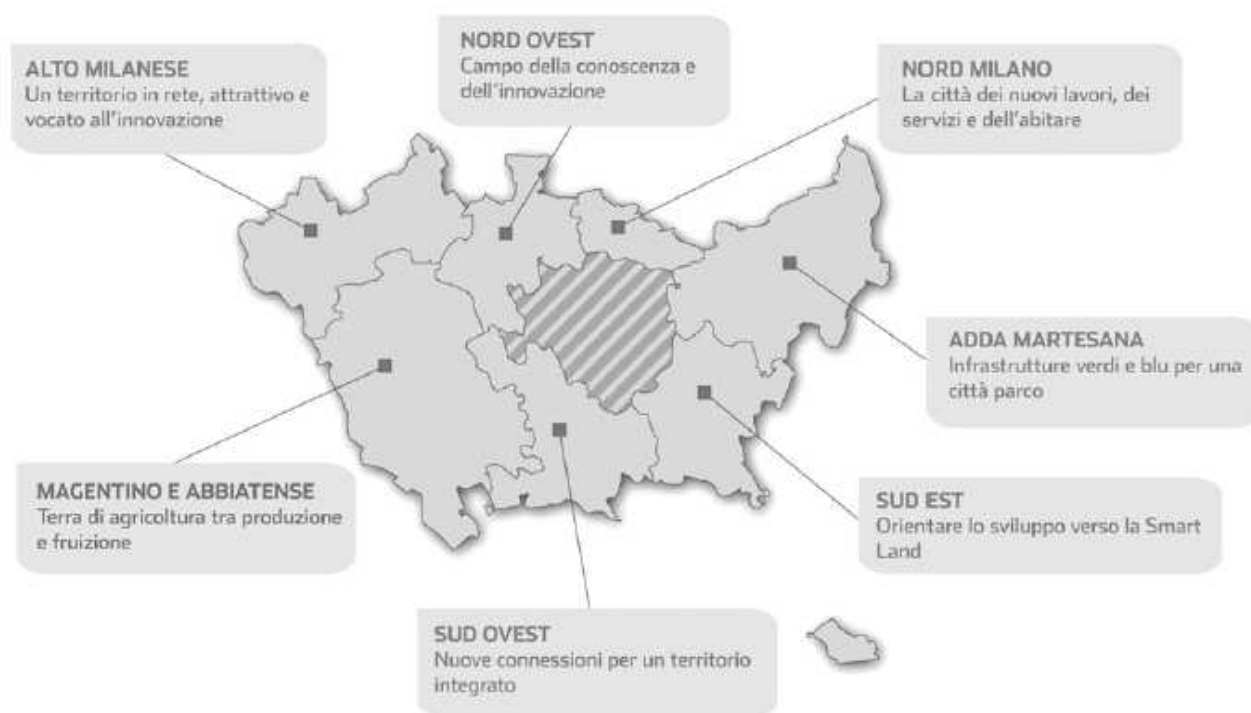 ALTO MILANESE
Un territorio in rete, attrattivo e
vocato all'innovazione
NORD OVEST
Campo della conoscenza e
dell'innovazione
NORD MILANO
La città dei nuovi lavori, dei
servizi e dell'abitare
ADDA MARTESANA
Infrastrutture verdi e blu per una
città parco
MAGENTINO E ABBIATENSE
Terra di agricoltura tra produzione
e fruizione
SUD EST
Orientare lo sviluppo verso la Smart
Land
SUD OVEST
Nuove connessioni per un territorio
integrato